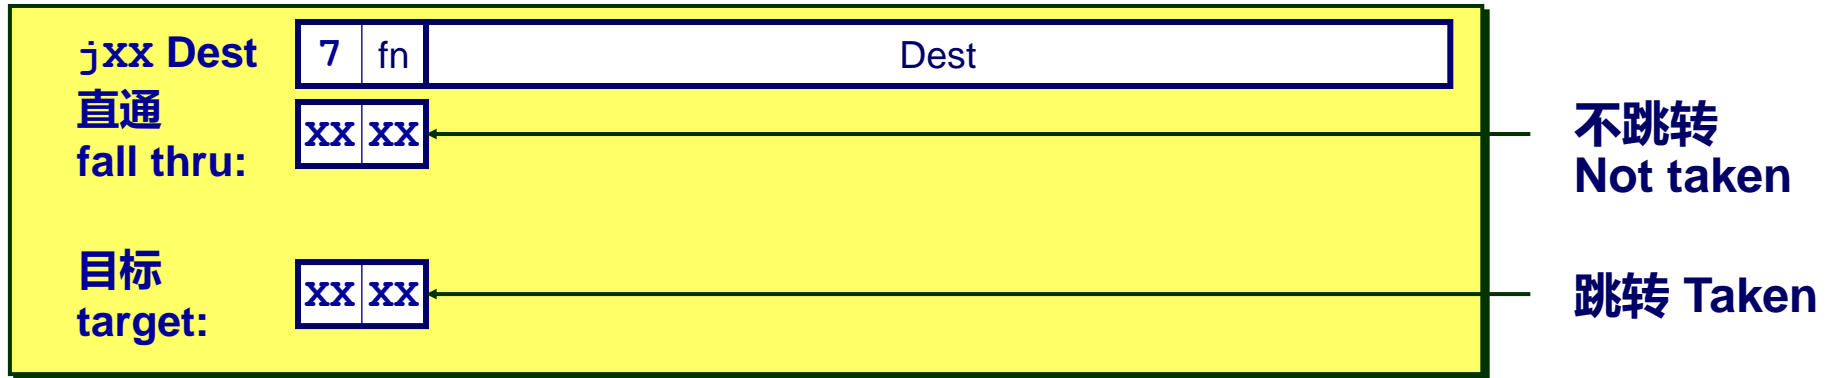 jxx Dest 7 fn Dest
直通
fall thru:
xx xx
不跳转
Not taken
目标
target:
xx xx
跳转 Taken